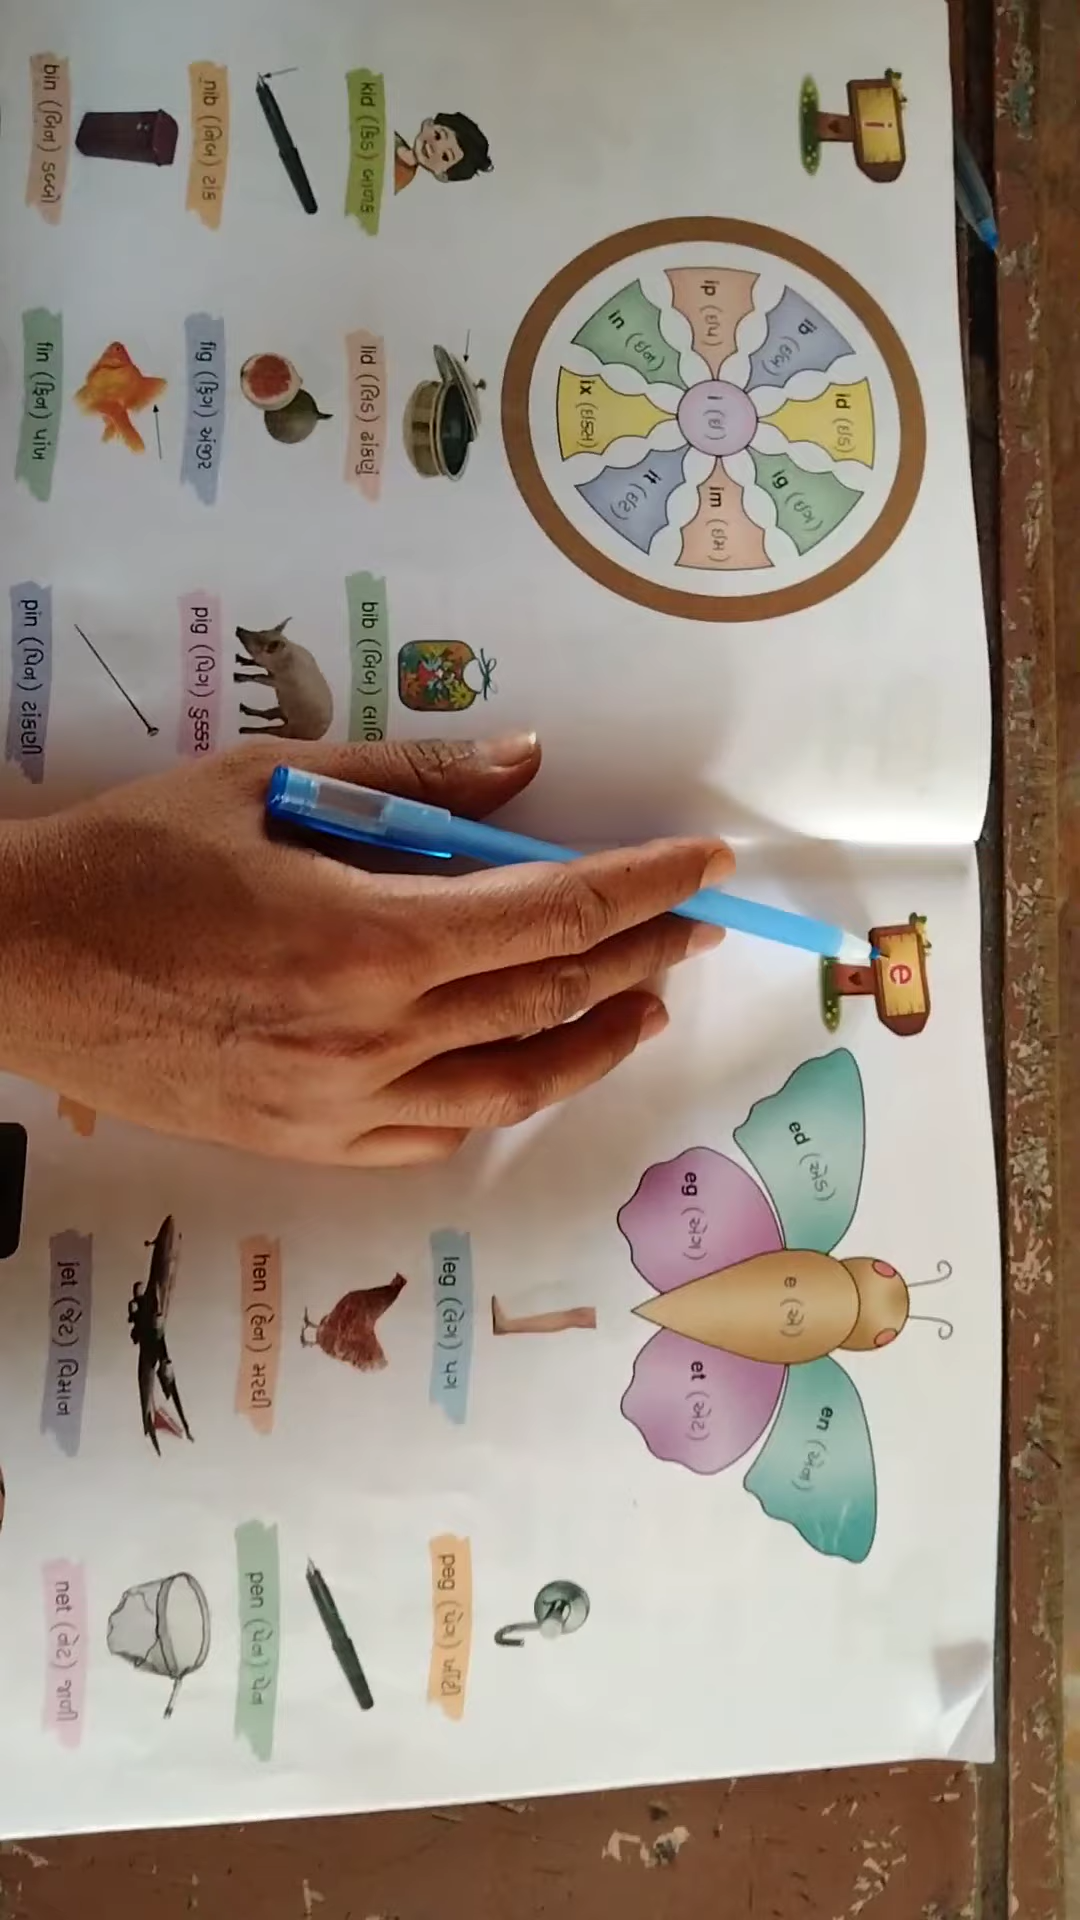 i
i (ઇ)
ib (ઇબ)
id (ઇડ)
ig (ઇગ)
im (ઇમ)
it (ઇટ)
ix (ઇક્સ)
in (ઇન)
ip (ઇપ)
kid (કિડ) બાળક
lid (લિડ) ઢાંકણું
bib (બિબ)
nib (નિબ) ટાંક
fig (ફિગ) અંજીર
pig (પિગ) ડુક્કર
bin (બિન) ડબ્બો
fin (ફિન) પાંખ
pin (પિન) ટાંકણી
e
ed (એડ)
eg (એગ)
e (એ)
et (એટ)
en (એન)
leg (લેગ) પગ
peg (પેગ) ખીંટી
hen (હેન) મરઘી
pen (પેન) પેન
jet (જેટ) વિમાન
net (નેટ) જાળી